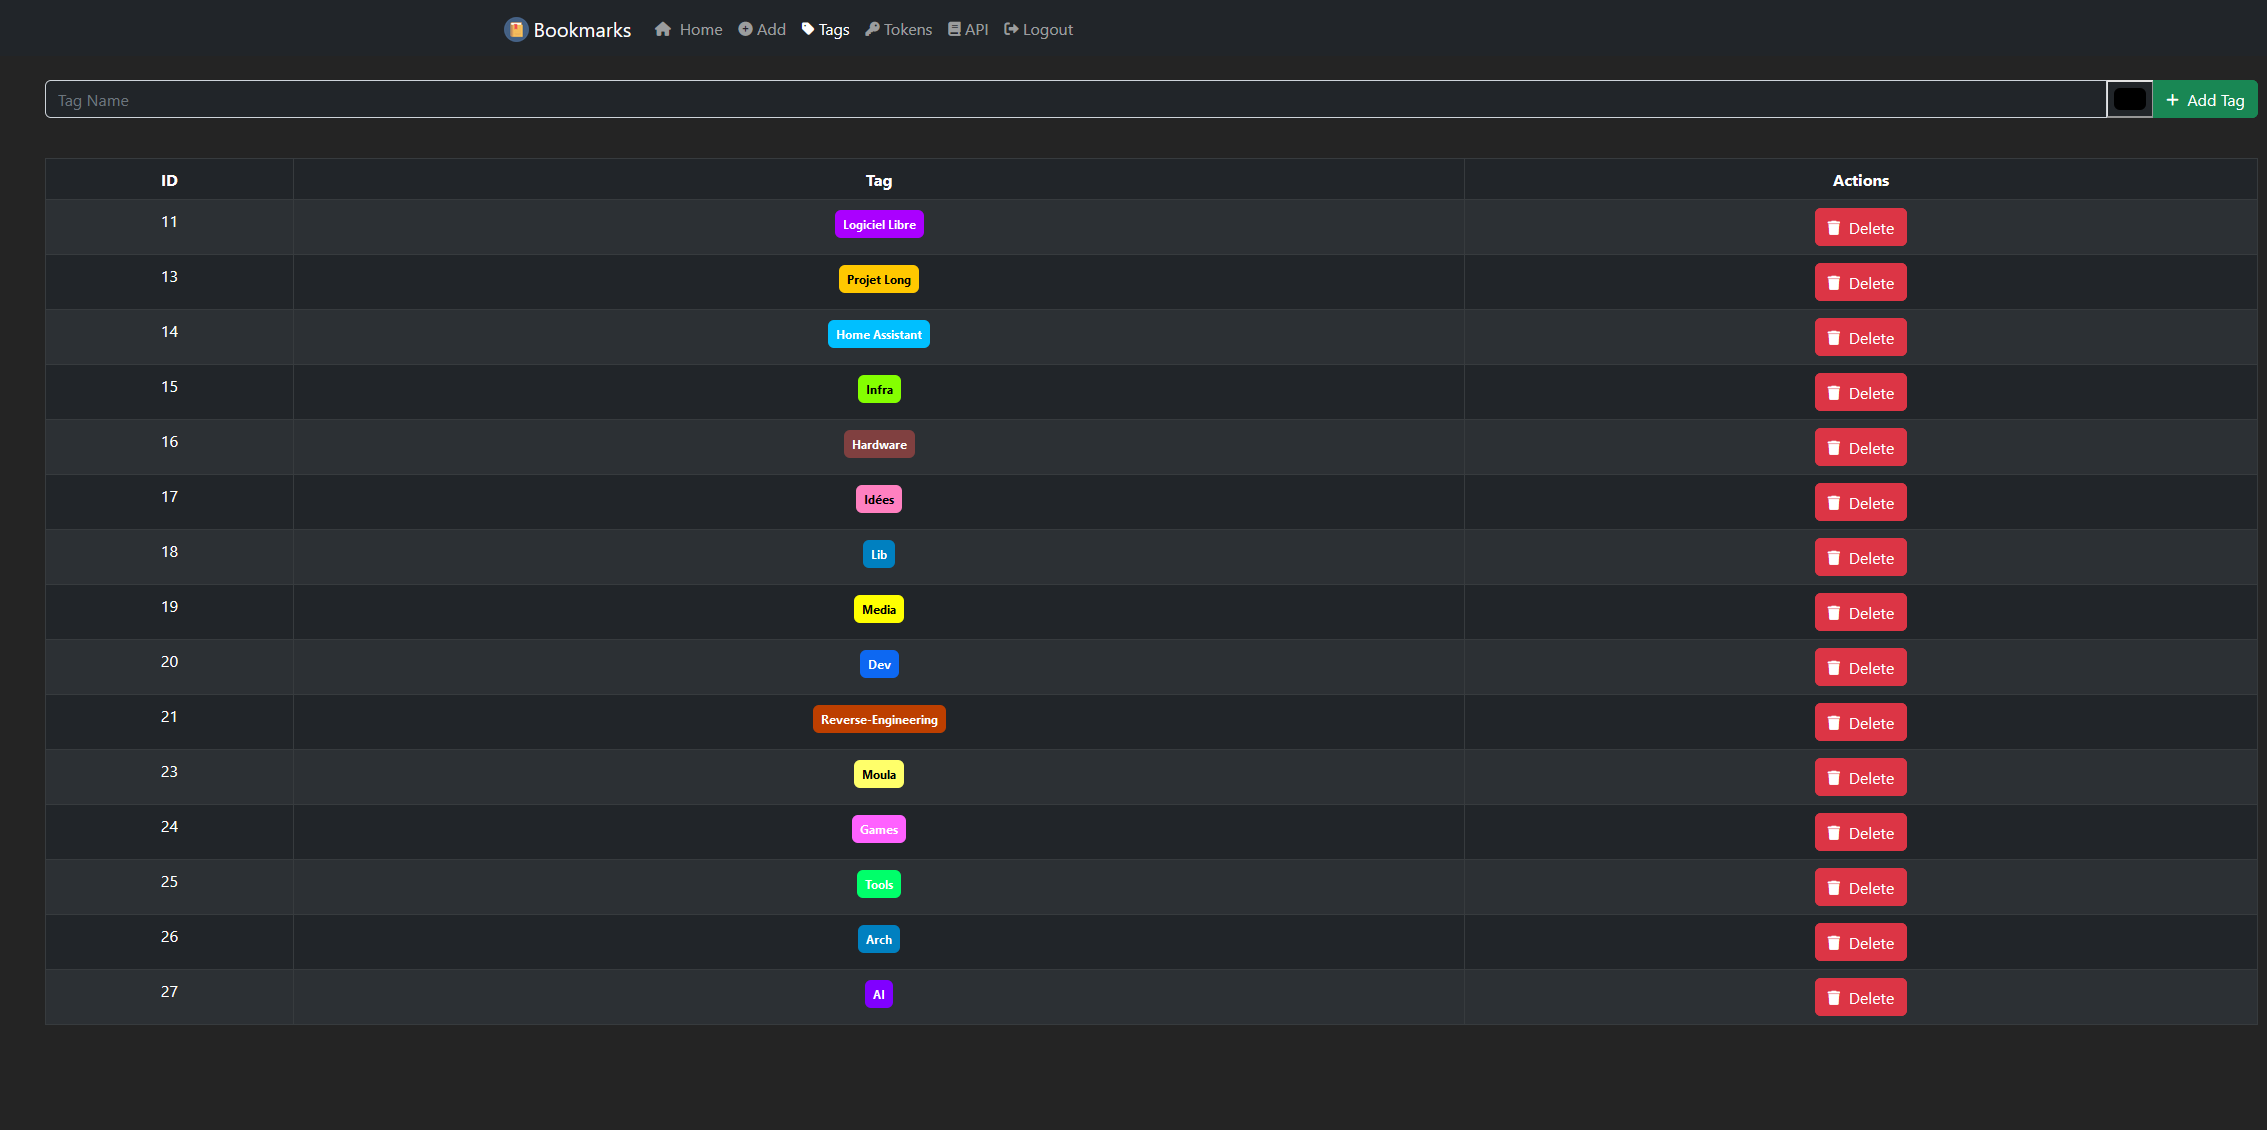 Bookmarks Home Add Tags Tokens API Logout
Tag Name + Add Tag
ID Tag Actions
11 Logiciel Libre Delete
13 Projet Long Delete
14 Home Assistant Delete
15 Infra Delete
16 Hardware Delete
17 Idées Delete
18 Lib Delete
19 Media Delete
20 Dev Delete
21 Reverse-Engineering Delete
23 Moula Delete
24 Games Delete
25 Tools Delete
26 Arch Delete
27 AI Delete